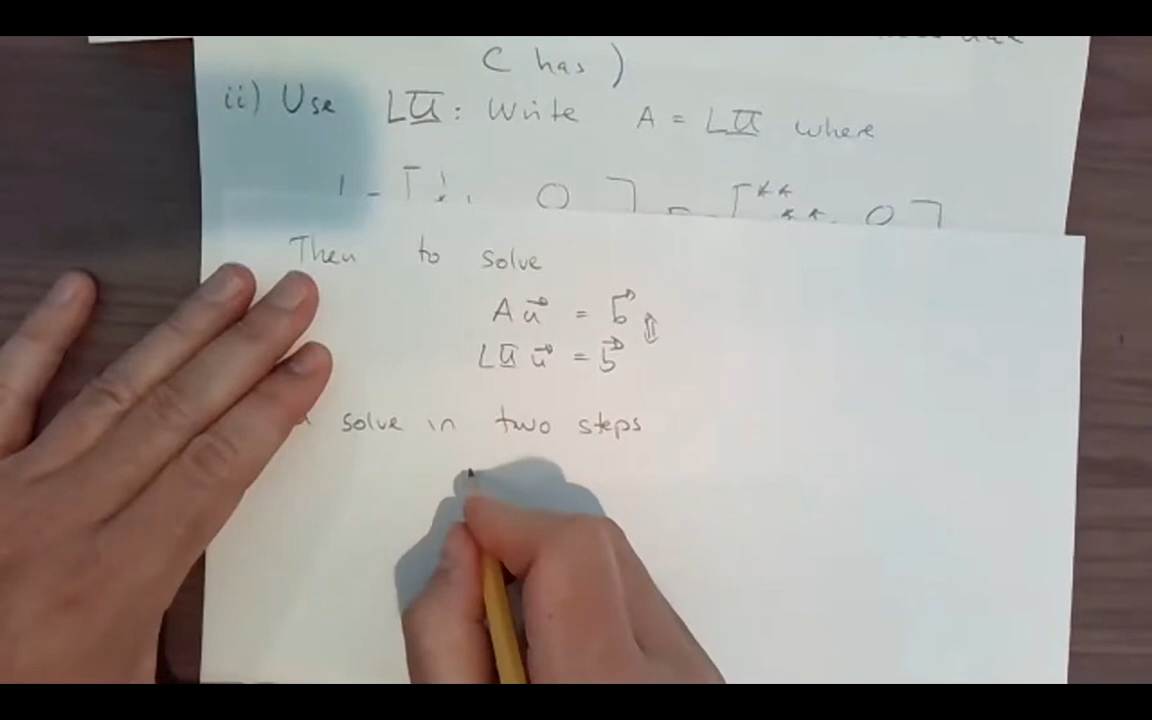 C has )
ii) Use LU : Write A = LU where
Then to solve
A u⃗ = b⃗ ⇕
LU u⃗ = b⃗
solve in two steps